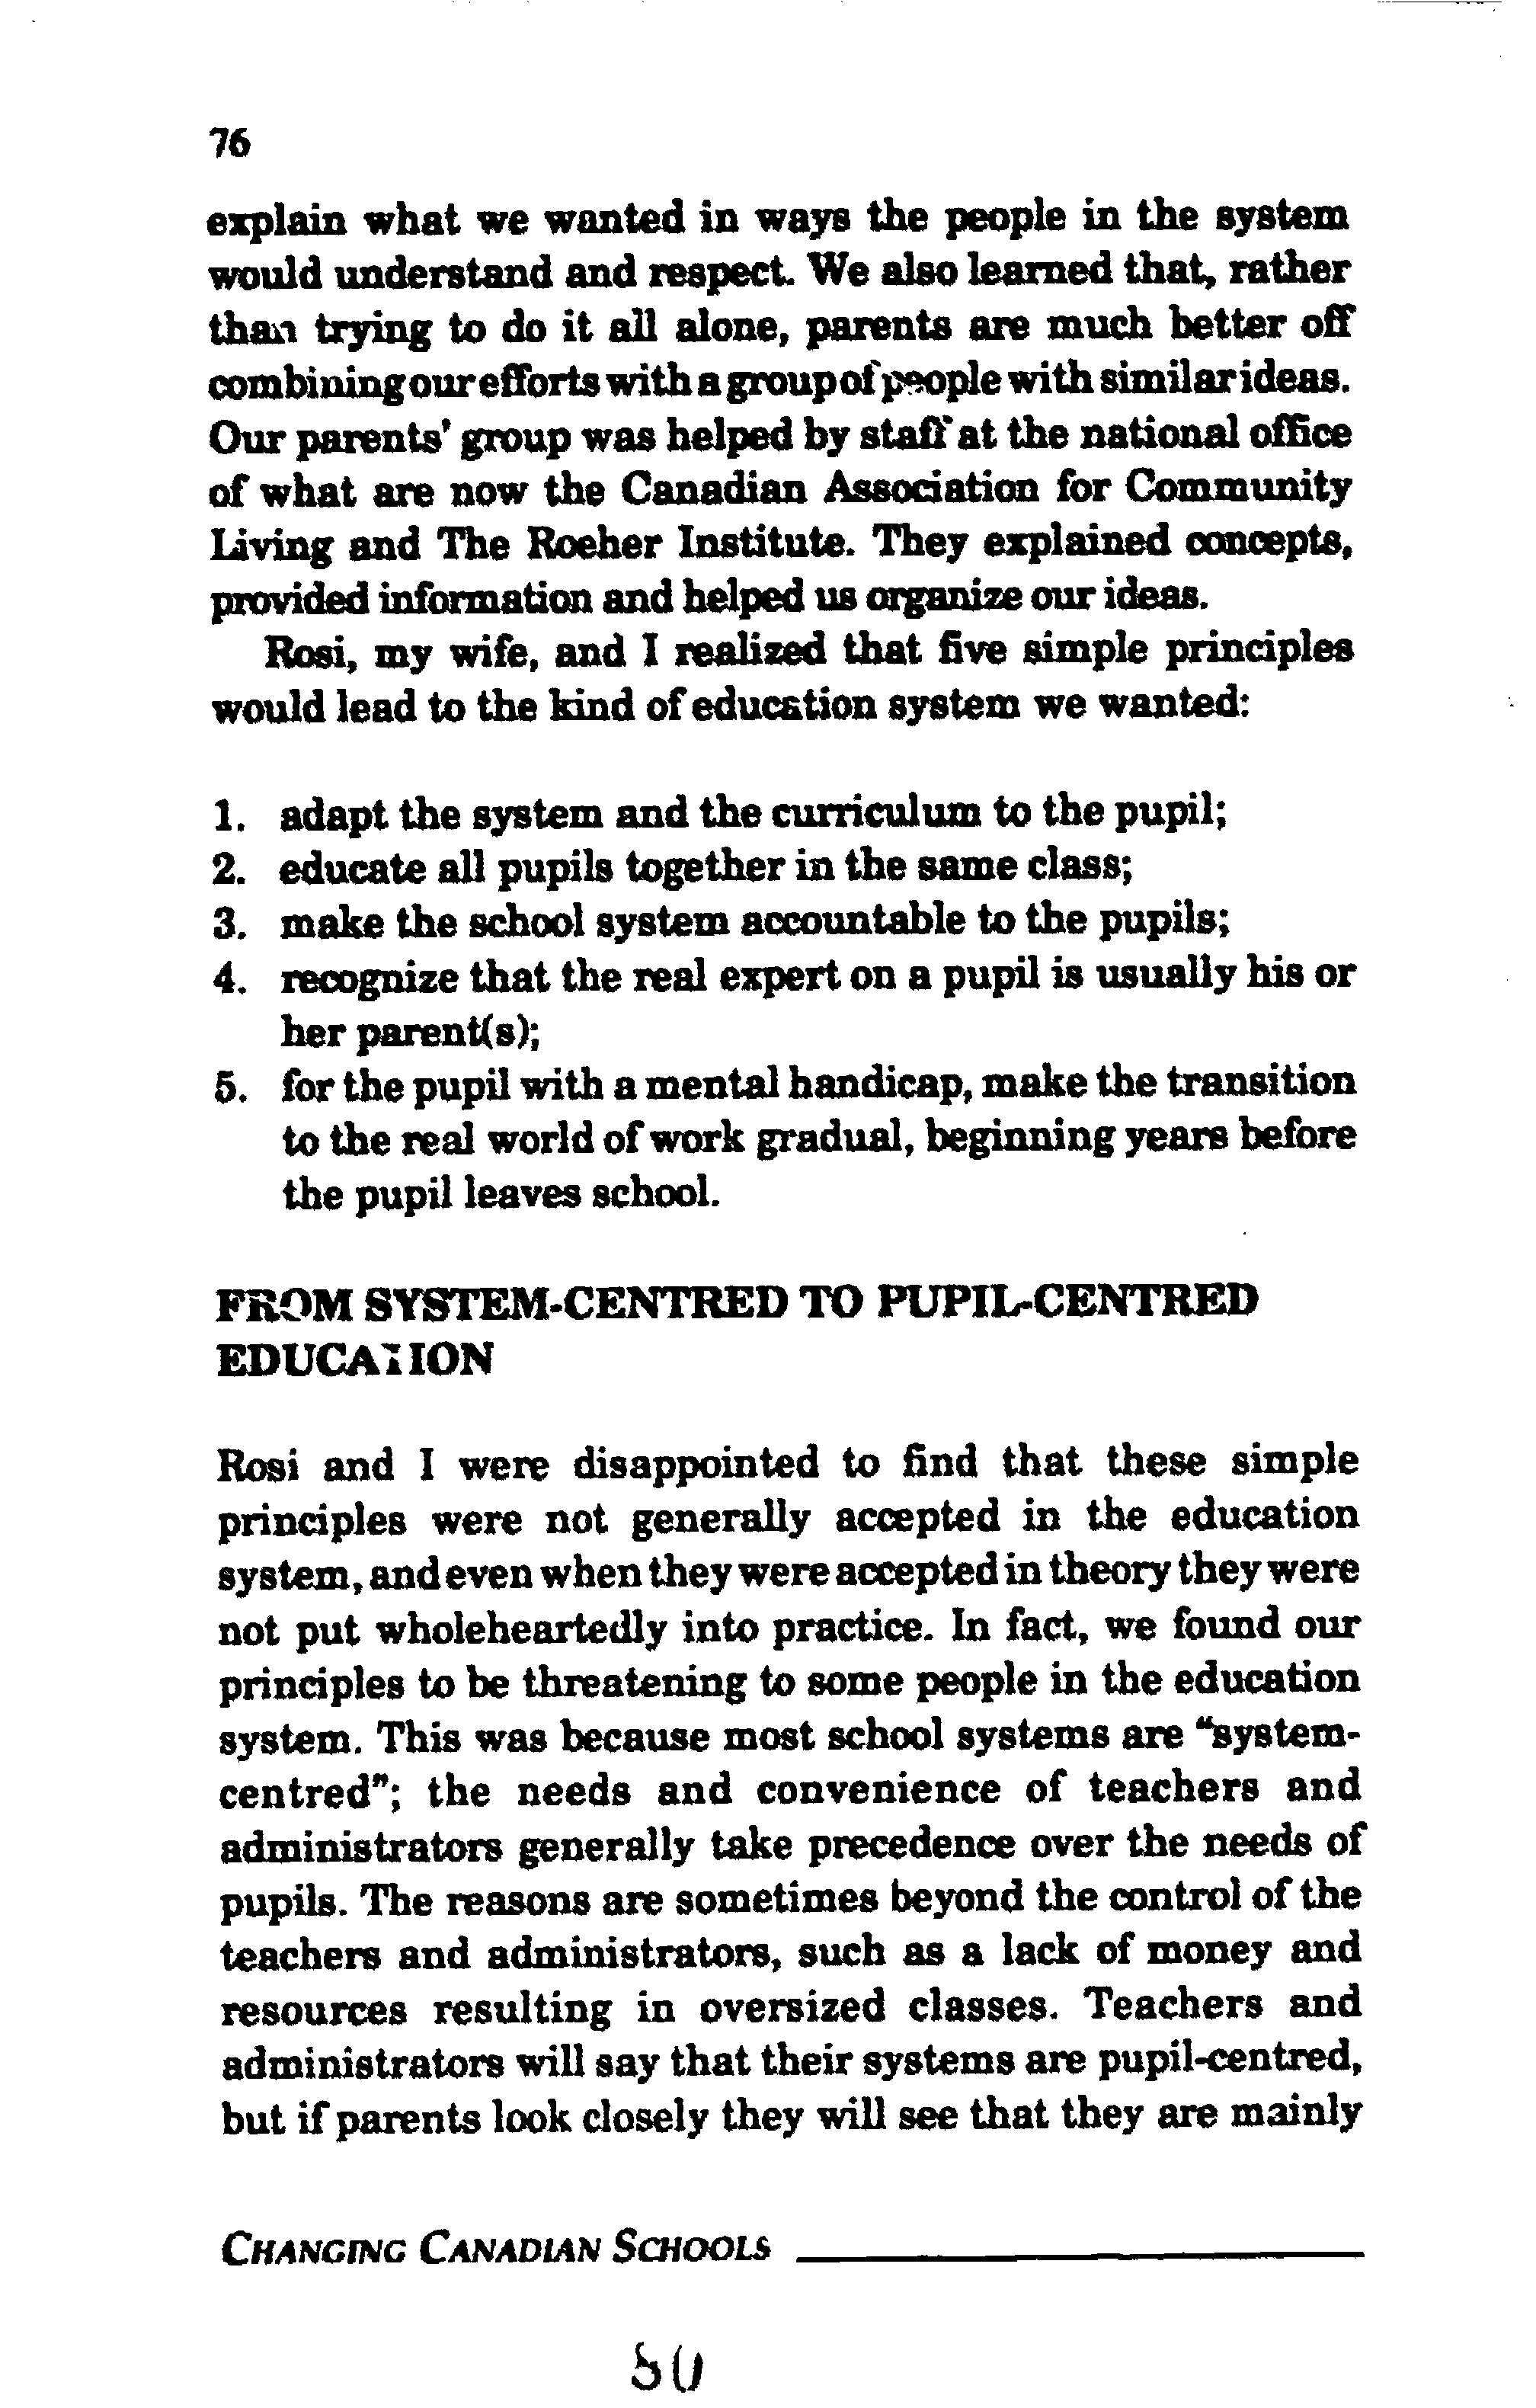 76
explain what we wanted in ways the people in the system
would understand and respect. We also learned that, rather
than trying to do it all alone, parents are much better off
combining our efforts with a group of people with similar ideas.
Our parents' group was helped by staff at the national office
of what are now the Canadian Association for Community
Living and The Roeher Institute. They explained concepts,
provided information and helped us organize our ideas.
Rosi, my wife, and I realized that five simple principles
would lead to the kind of education system we wanted:
1. adapt the system and the curriculum to the pupil;
2. educate all pupils together in the same class;
3. make the school system accountable to the pupils;
4. recognize that the real expert on a pupil is usually his or
her parent(s);
5. for the pupil with a mental handicap, make the transition
to the real world of work gradual, beginning years before
the pupil leaves school.
FROM SYSTEM-CENTRED TO PUPIL-CENTRED
EDUCATION
Rosi and I were disappointed to find that these simple
principles were not generally accepted in the education
system, and even when they were accepted in theory they were
not put wholeheartedly into practice. In fact, we found our
principles to be threatening to some people in the education
system. This was because most school systems are “system-
centred”; the needs and convenience of teachers and
administrators generally take precedence over the needs of
pupils. The reasons are sometimes beyond the control of the
teachers and administrators, such as a lack of money and
resources resulting in oversized classes. Teachers and
administrators will say that their systems are pupil-centred,
but if parents look closely they will see that they are mainly
CHANGING CANADIAN SCHOOLS
80